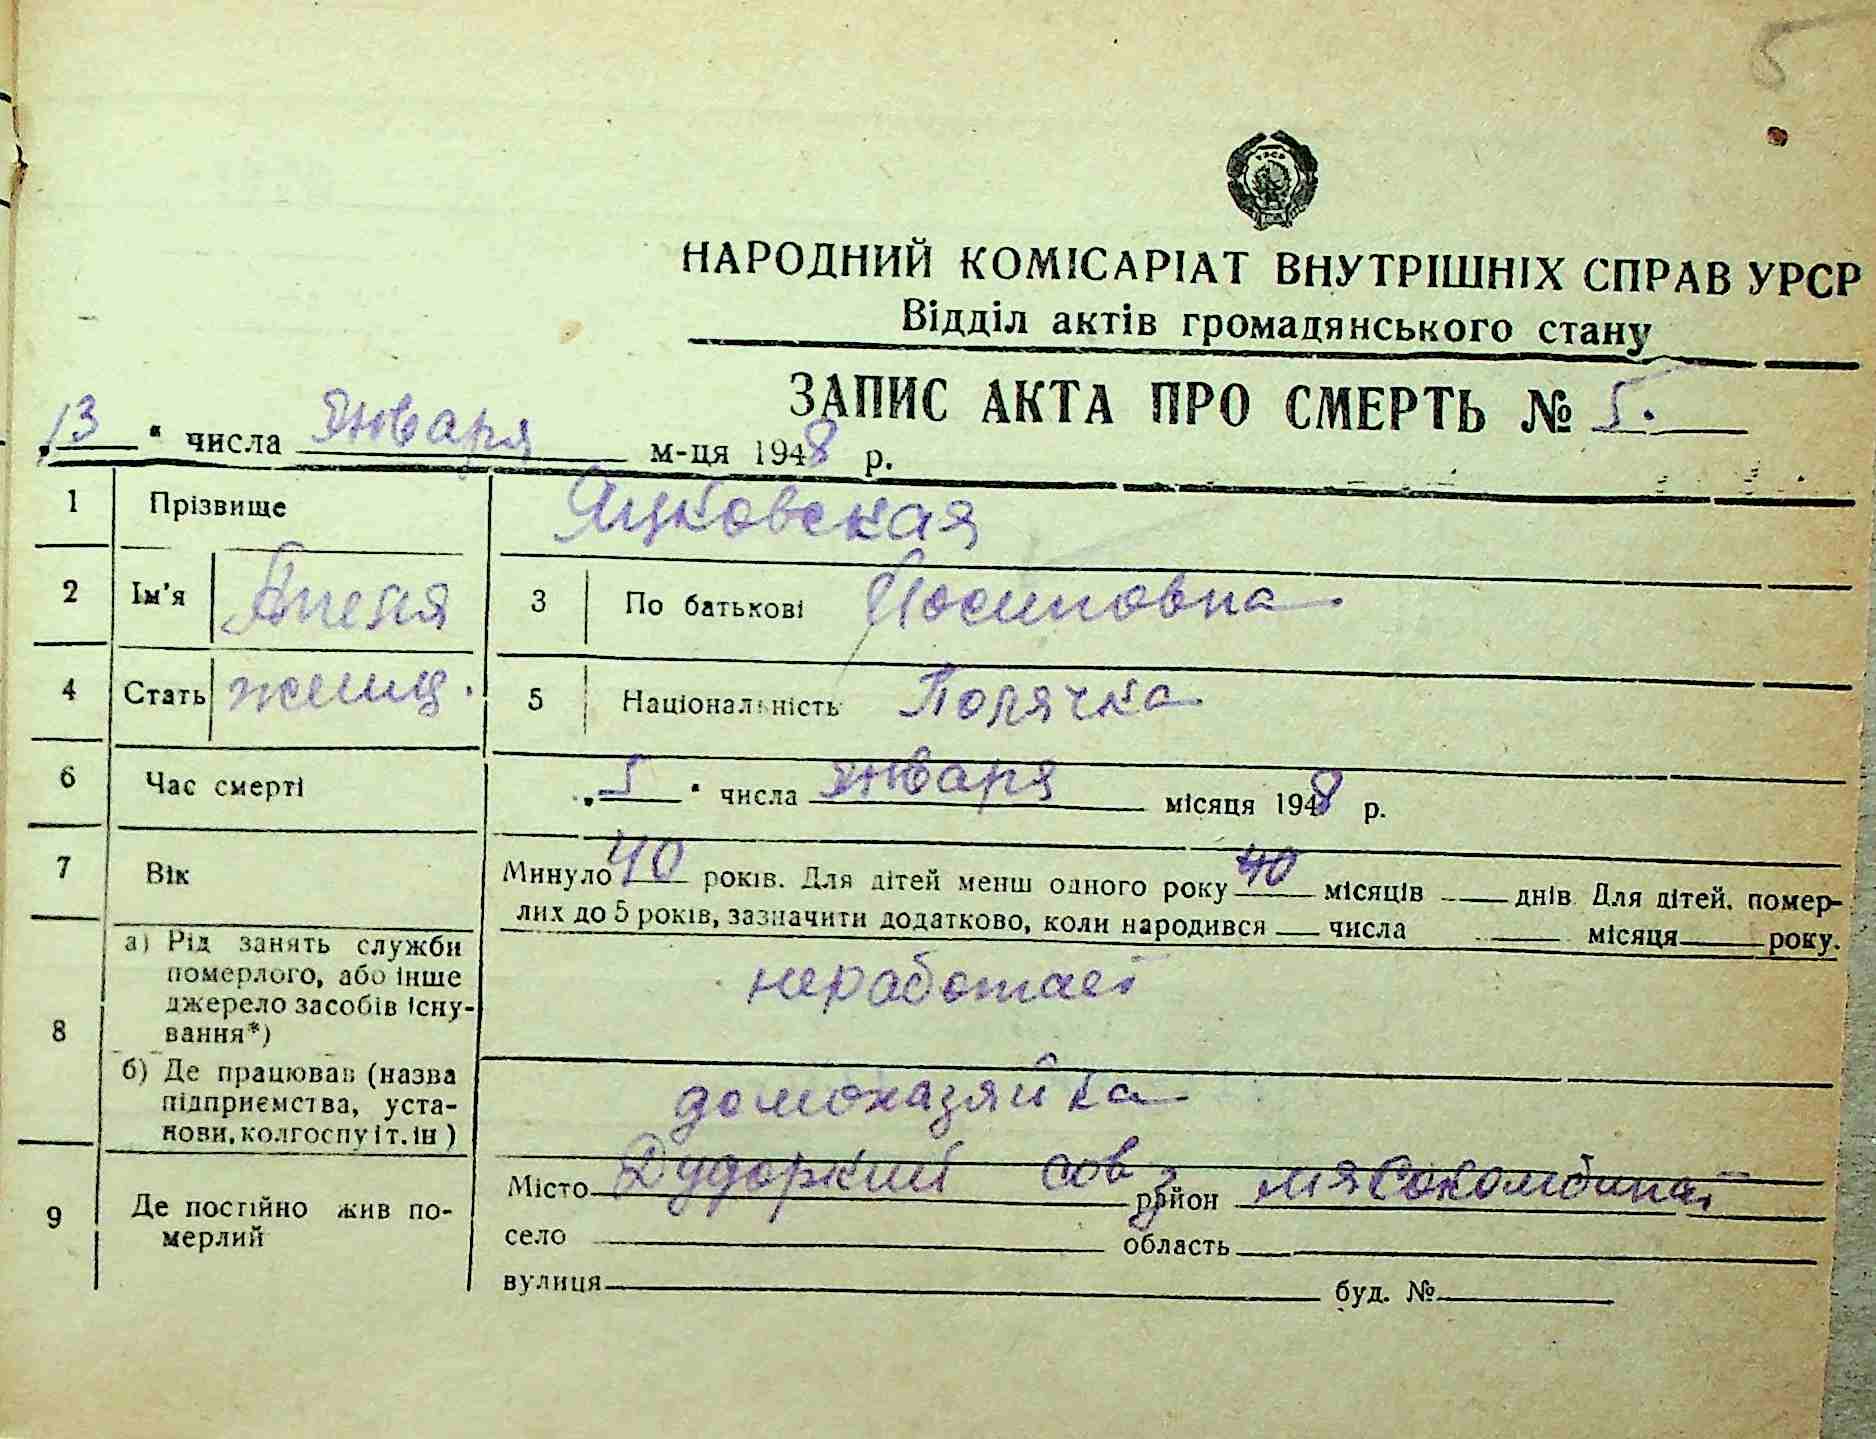 5
НАРОДНИЙ КОМІСАРІАТ ВНУТРІШНІХ СПРАВ УРСР
Відділ актів громадянського стану
ЗАПИС АКТА ПРО СМЕРТЬ № 5.
„13" числа Января м-ця 1948 р.
1 Прізвище Яцковская
2 Ім'я Анеля 3 По батькові Иосиповна
4 Стать женщ. 5 Національність Полячка
6 Час смерті „5" числа января місяця 1948 р.
7 Вік Минуло 40 років. Для дітей менш одного року 40 місяців днів Для дітей, помер-
лих до 5 років, зазначити додатково, коли народився числа місяця року.
8 а) Рід занять служби
померлого, або інше
джерело засобів існу-
вання*)
неработает
б) Де працював (назва
підприємства, уста-
нови, колгоспу і т. ін)
домохазяйка
9 Де постійно жив по-
мерлий
Місто сов район мясокомбинат
село область
вулиця буд. №